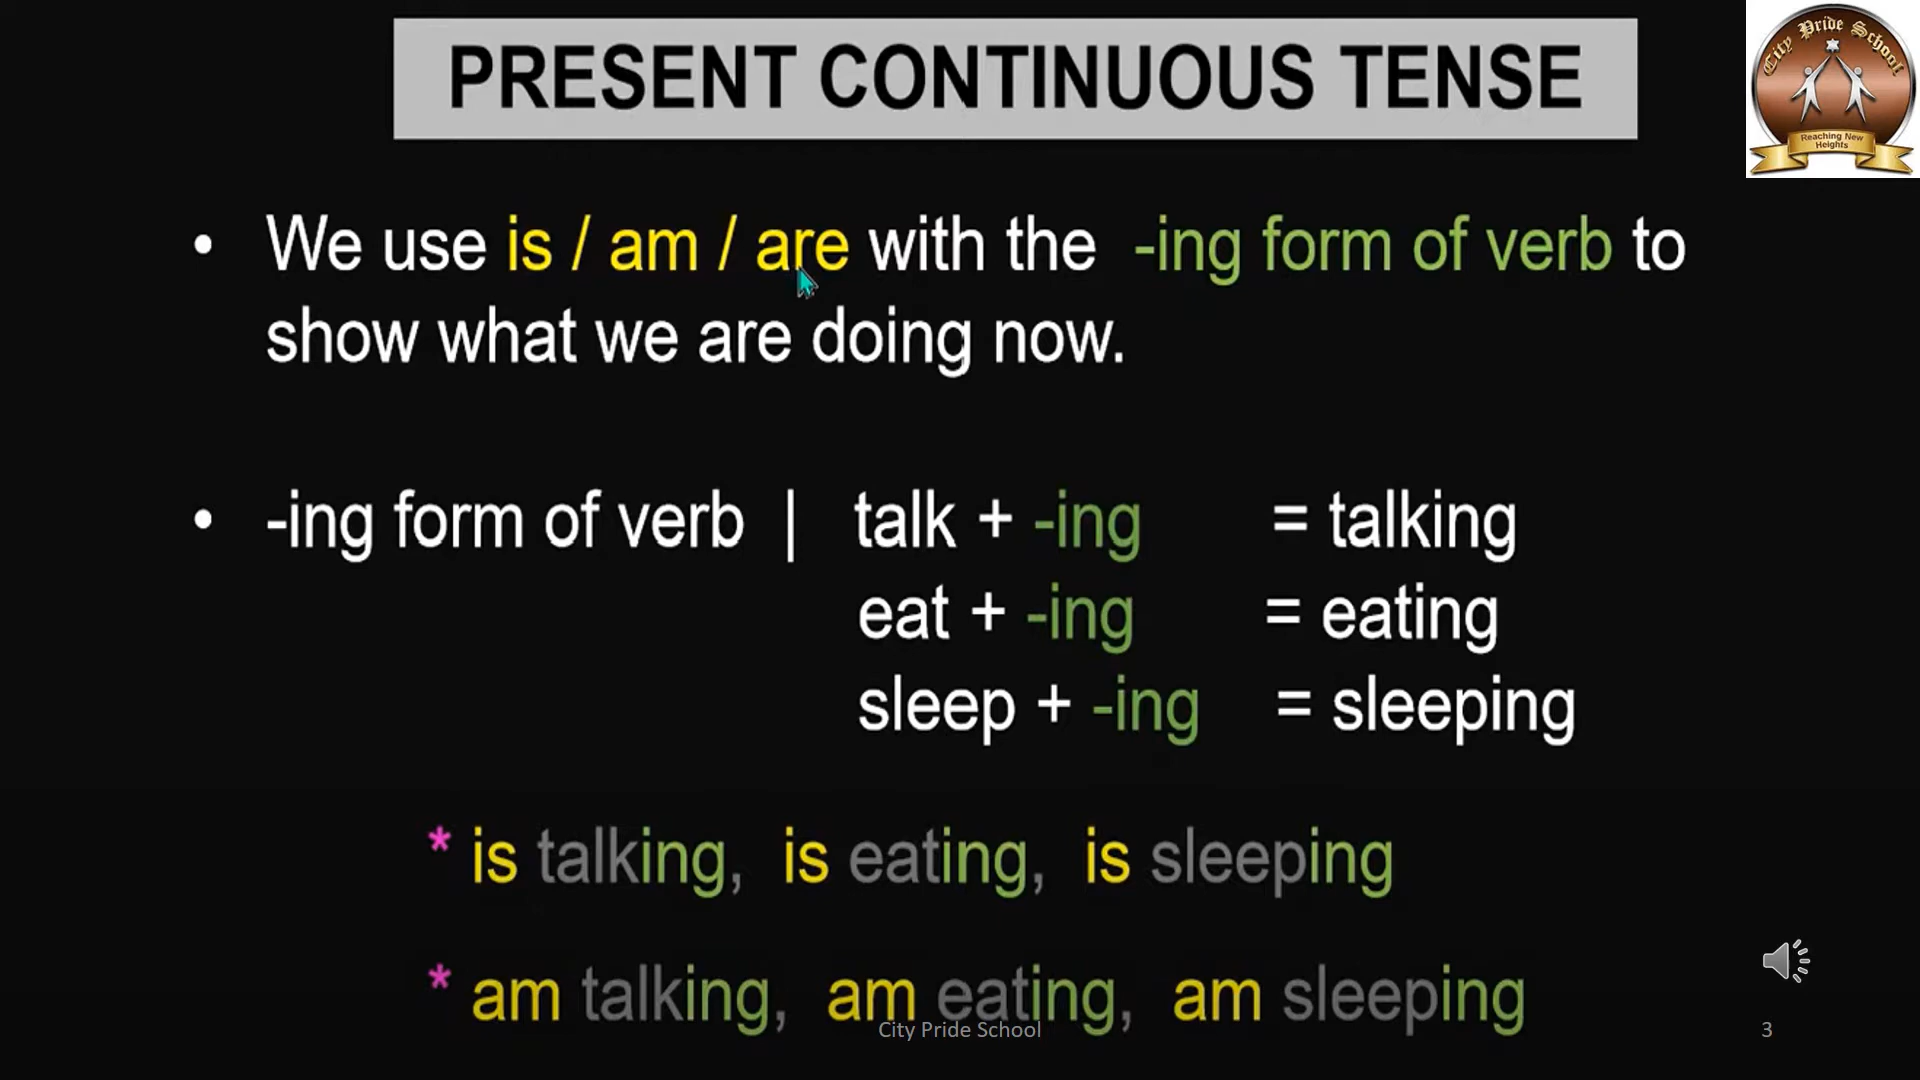 PRESENT CONTINUOUS TENSE
City Pride School
Reaching New
Heights
• We use is / am / are with the -ing form of verb to
show what we are doing now.
• -ing form of verb | talk + -ing = talking
eat + -ing = eating
sleep + -ing = sleeping
* is talking, is eating, is sleeping
* am talking, am eating, am sleeping
City Pride School
3